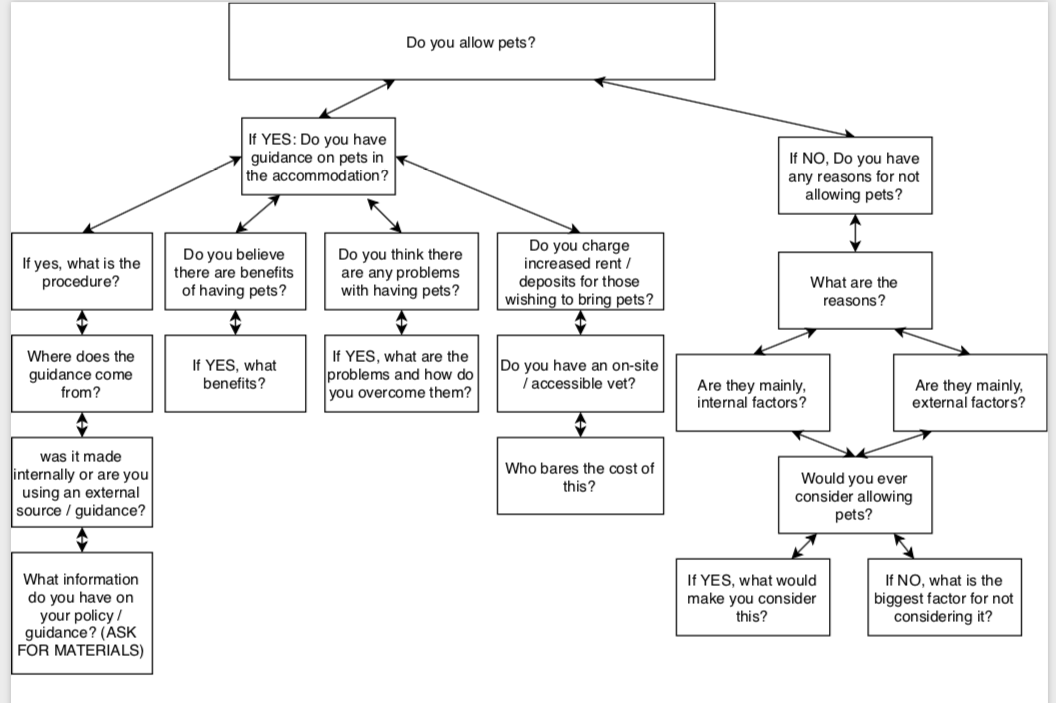 Do you allow pets?
If YES: Do you have
guidance on pets in
the accommodation?
If NO, Do you have
any reasons for not
allowing pets?
If yes, what is the
procedure?
Do you believe
there are benefits
of having pets?
Do you think there
are any problems
with having pets?
Do you charge
increased rent /
deposits for those
wishing to bring pets?
What are the
reasons?
Where does the
guidance come
from?
If YES, what
benefits?
If YES, what are the
problems and how do
you overcome them?
Do you have an on-site
/ accessible vet?
Are they mainly,
internal factors?
Are they mainly,
external factors?
was it made
internally or are you
using an external
source / guidance?
Who bares the cost of
this?
Would you ever
consider allowing
pets?
What information
do you have on
your policy /
guidance? (ASK
FOR MATERIALS)
If YES, what would
make you consider
this?
If NO, what is the
biggest factor for not
considering it?